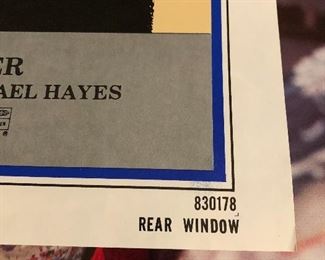 ER
AEL HAYES
830178
REAR WINDOW